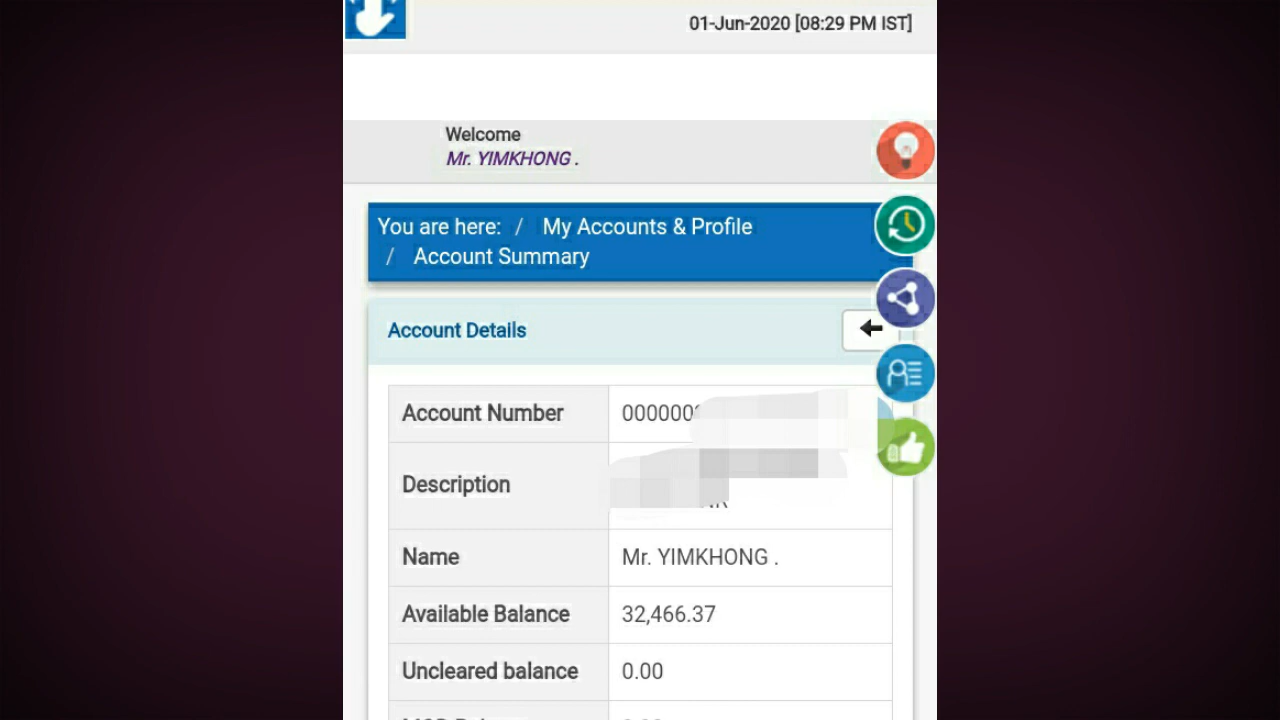 01-Jun-2020 [08:29 PM IST]
Welcome
Mr. YIMKHONG .
You are here: / My Accounts & Profile
/ Account Summary
Account Details
Account Number
Description
Name Mr. YIMKHONG .
Available Balance 32,466.37
Uncleared balance 0.00